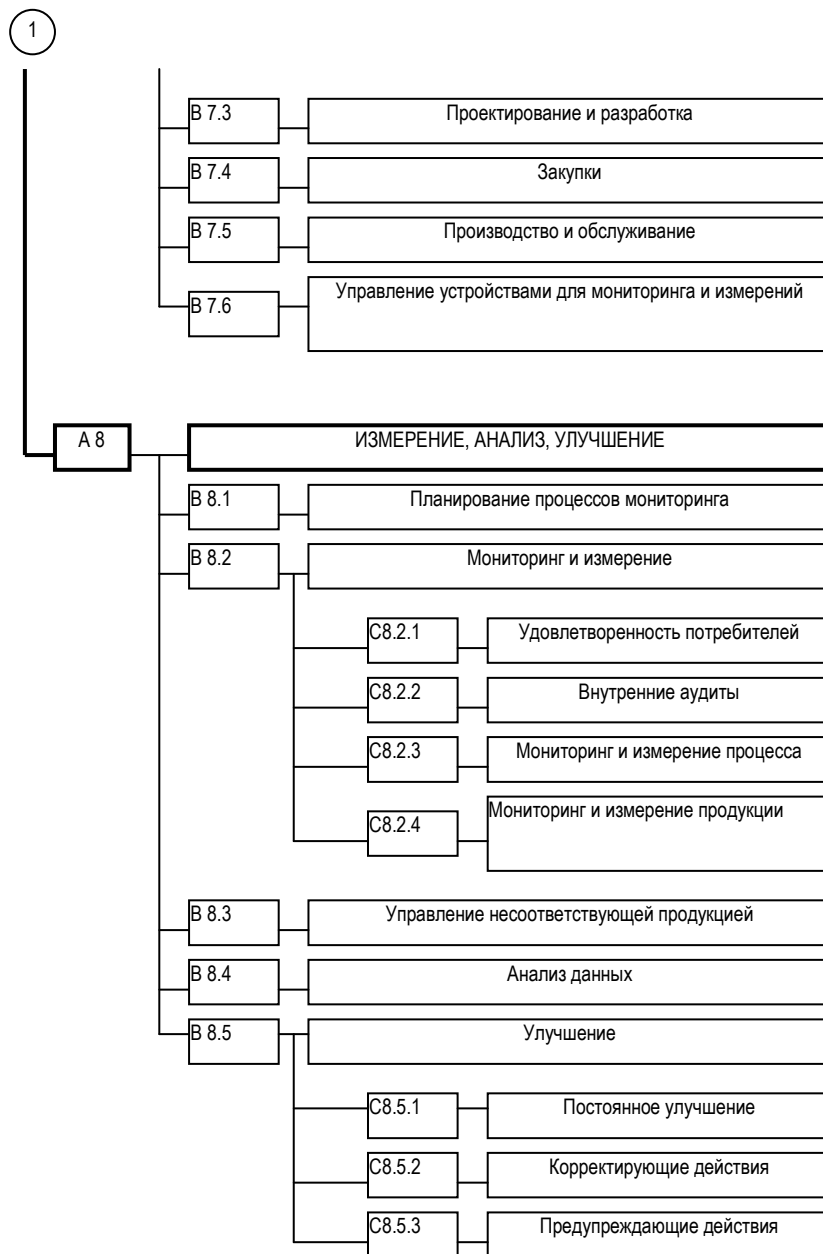 1
В 7.3 Проектирование и разработка
В 7.4 Закупки
В 7.5 Производство и обслуживание
В 7.6 Управление устройствами для мониторинга и измерений
А 8 ИЗМЕРЕНИЕ, АНАЛИЗ, УЛУЧШЕНИЕ
В 8.1 Планирование процессов мониторинга
В 8.2 Мониторинг и измерение
С8.2.1 Удовлетворенность потребителей
С8.2.2 Внутренние аудиты
С8.2.3 Мониторинг и измерение процесса
С8.2.4 Мониторинг и измерение продукции
В 8.3 Управление несоответствующей продукцией
В 8.4 Анализ данных
В 8.5 Улучшение
С8.5.1 Постоянное улучшение
С8.5.2 Корректирующие действия
С8.5.3 Предупреждающие действия